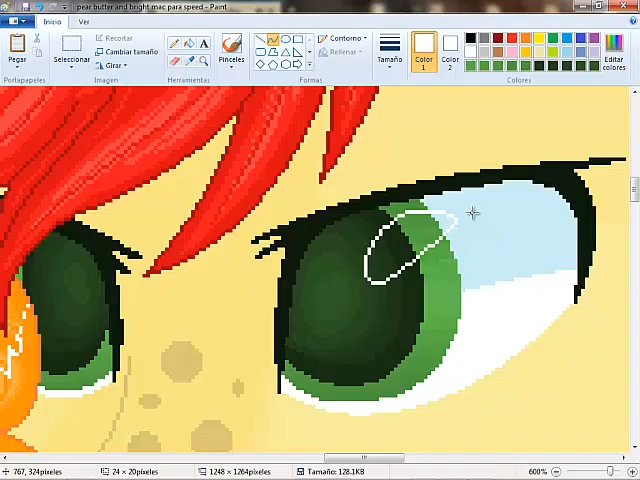 pear butter and bright mac para speed - Paint
Inicio Ver
Pegar
Seleccionar
Recortar
Cambiar tamaño
Girar
Pinceles
Contorno
Rellenar
Tamaño
Color 1
Color 2
Editar colores
Portapapeles Imagen Herramientas Formas Colores
767, 324píxeles 24 × 20píxeles 1248 × 1264píxeles Tamaño: 128.1KB 600%